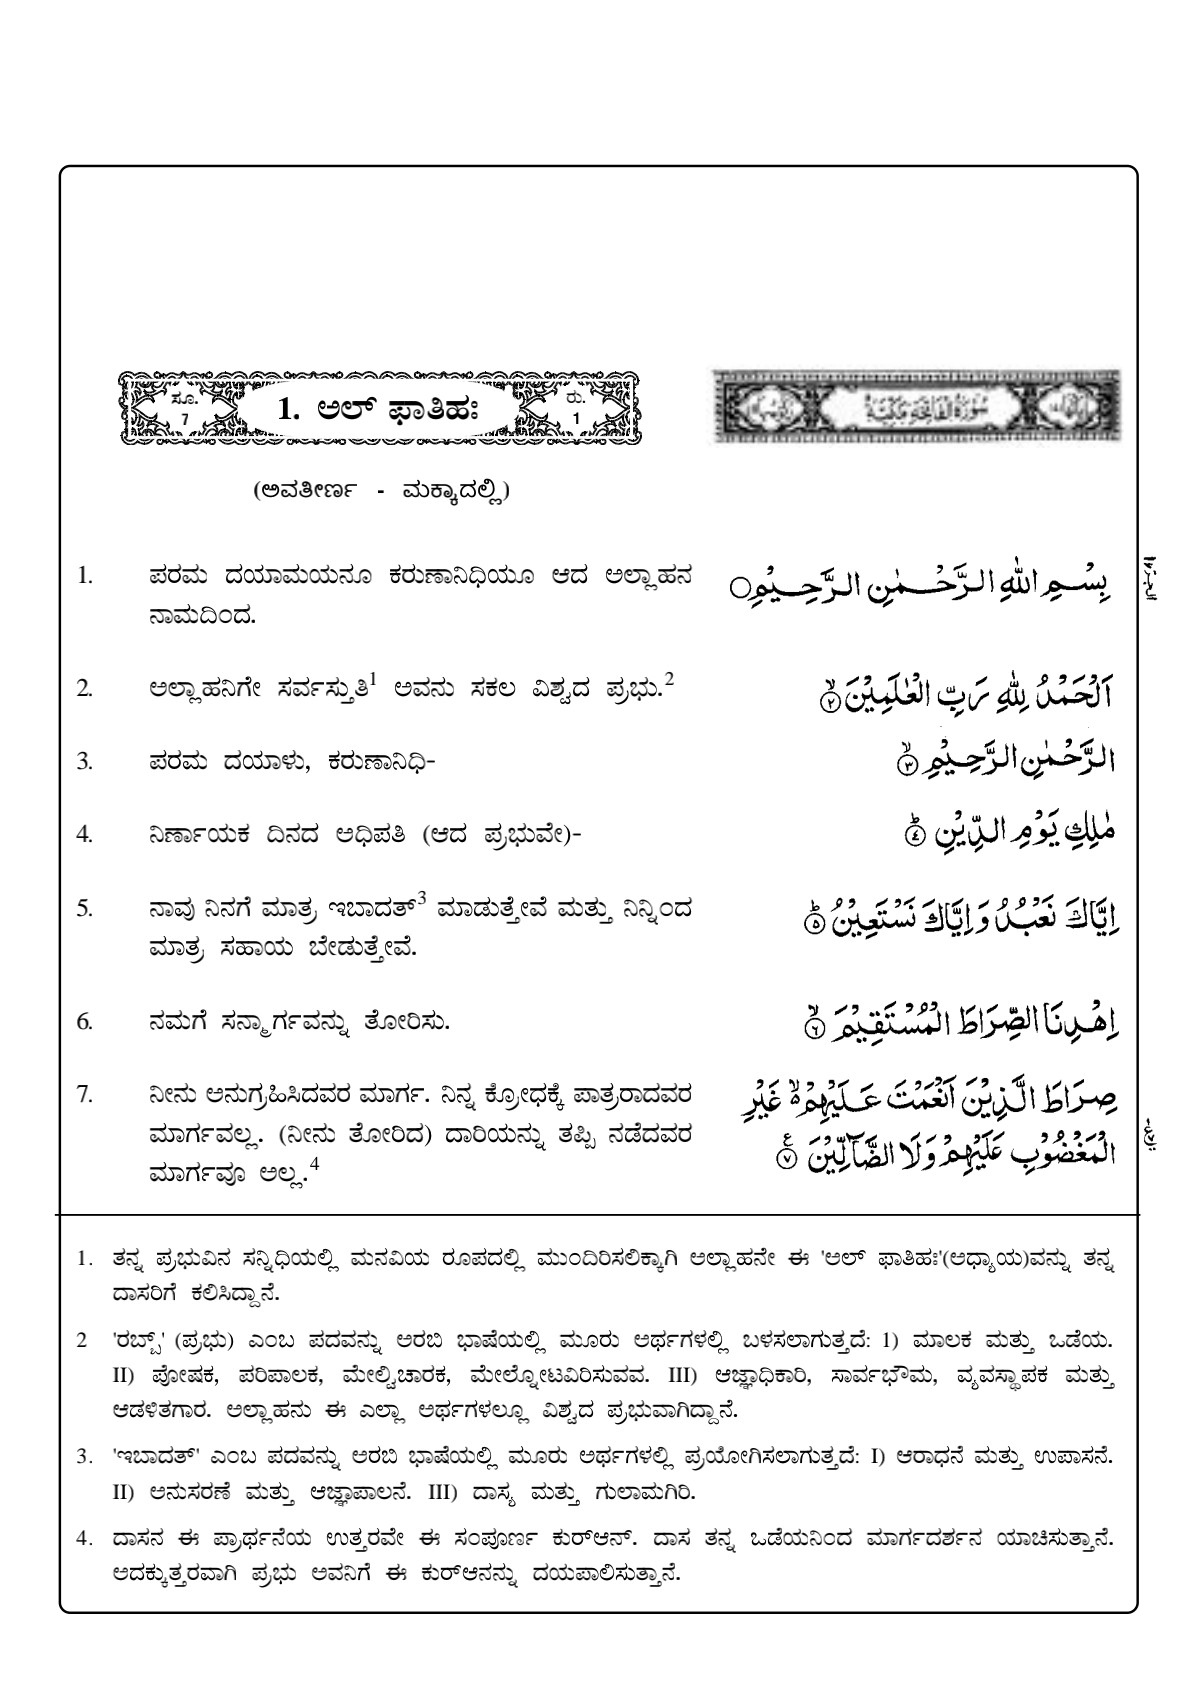 ಸೂ.
7
1. ಅಲ್ ಫಾತಿಹಃ
ರು.
1
سُوْرَةُ الْفَاتِحَةِ مَكِّيَّةٌ
(ಅವತೀರ್ಣ - ಮಕ್ಕಾದಲ್ಲಿ)
1. ಪರಮ ದಯಾಮಯನೂ ಕರುಣಾನಿಧಿಯೂ ಆದ ಅಲ್ಲಾಹನ
ನಾಮದಿಂದ.
بِسْمِ اللّٰهِ الرَّحْمٰنِ الرَّحِيْمِ
2. ಅಲ್ಲಾಹನಿಗೇ ಸರ್ವಸ್ತುತಿ1 ಅವನು ಸಕಲ ವಿಶ್ವದ ಪ್ರಭು.2
اَلْحَمْدُ لِلّٰهِ رَبِّ الْعٰلَمِيْنَ ۙ﴿۲﴾
3. ಪರಮ ದಯಾಳು, ಕರುಣಾನಿಧಿ-
الرَّحْمٰنِ الرَّحِيْمِ ۙ﴿۳﴾
4. ನಿರ್ಣಾಯಕ ದಿನದ ಅಧಿಪತಿ (ಆದ ಪ್ರಭುವೇ)-
مٰلِكِ يَوْمِ الدِّيْنِ ؕ﴿۴﴾
5. ನಾವು ನಿನಗೆ ಮಾತ್ರ ಇಬಾದತ್3 ಮಾಡುತ್ತೇವೆ ಮತ್ತು ನಿನ್ನಿಂದ
ಮಾತ್ರ ಸಹಾಯ ಬೇಡುತ್ತೇವೆ.
اِيَّاكَ نَعْبُدُ وَاِيَّاكَ نَسْتَعِيْنُ ؕ﴿۵﴾
6. ನಮಗೆ ಸನ್ಮಾರ್ಗವನ್ನು ತೋರಿಸು.
اِهْدِنَا الصِّرَاطَ الْمُسْتَقِيْمَ ۙ﴿۶﴾
7. ನೀನು ಅನುಗ್ರಹಿಸಿದವರ ಮಾರ್ಗ. ನಿನ್ನ ಕ್ರೋಧಕ್ಕೆ ಪಾತ್ರರಾದವರ
ಮಾರ್ಗವಲ್ಲ. (ನೀನು ತೋರಿದ) ದಾರಿಯನ್ನು ತಪ್ಪಿ ನಡೆದವರ
ಮಾರ್ಗವೂ ಅಲ್ಲ.4
صِرَاطَ الَّذِيْنَ اَنْعَمْتَ عَلَيْهِمْ ۙ غَيْرِ
الْمَغْضُوْبِ عَلَيْهِمْ وَلَا الضَّآلِّيْنَ ﴿۷﴾
1. ತನ್ನ ಪ್ರಭುವಿನ ಸನ್ನಿಧಿಯಲ್ಲಿ ಮನವಿಯ ರೂಪದಲ್ಲಿ ಮುಂದಿರಿಸಲಿಕ್ಕಾಗಿ ಅಲ್ಲಾಹನೇ ಈ 'ಅಲ್ ಫಾತಿಹಃ'(ಅಧ್ಯಾಯ)ವನ್ನು ತನ್ನ
ದಾಸರಿಗೆ ಕಲಿಸಿದ್ದಾನೆ.
2 'ರಬ್ಬ್' (ಪ್ರಭು) ಎಂಬ ಪದವನ್ನು ಅರಬಿ ಭಾಷೆಯಲ್ಲಿ ಮೂರು ಅರ್ಥಗಳಲ್ಲಿ ಬಳಸಲಾಗುತ್ತದೆ: 1) ಮಾಲಕ ಮತ್ತು ಒಡೆಯ.
II) ಪೋಷಕ, ಪರಿಪಾಲಕ, ಮೇಲ್ವಿಚಾರಕ, ಮೇಲ್ನೋಟವಿರಿಸುವವ. III) ಆಜ್ಞಾಧಿಕಾರಿ, ಸಾರ್ವಭೌಮ, ವ್ಯವಸ್ಥಾಪಕ ಮತ್ತು
ಆಡಳಿತಗಾರ. ಅಲ್ಲಾಹನು ಈ ಎಲ್ಲಾ ಅರ್ಥಗಳಲ್ಲೂ ವಿಶ್ವದ ಪ್ರಭುವಾಗಿದ್ದಾನೆ.
3. 'ಇಬಾದತ್' ಎಂಬ ಪದವನ್ನು ಅರಬಿ ಭಾಷೆಯಲ್ಲಿ ಮೂರು ಅರ್ಥಗಳಲ್ಲಿ ಪ್ರಯೋಗಿಸಲಾಗುತ್ತದೆ: I) ಆರಾಧನೆ ಮತ್ತು ಉಪಾಸನೆ.
II) ಅನುಸರಣೆ ಮತ್ತು ಆಜ್ಞಾಪಾಲನೆ. III) ದಾಸ್ಯ ಮತ್ತು ಗುಲಾಮಗಿರಿ.
4. ದಾಸನ ಈ ಪ್ರಾರ್ಥನೆಯ ಉತ್ತರವೇ ಈ ಸಂಪೂರ್ಣ ಕುರ್‌ಆನ್. ದಾಸ ತನ್ನ ಒಡೆಯನಿಂದ ಮಾರ್ಗದರ್ಶನ ಯಾಚಿಸುತ್ತಾನೆ.
ಅದಕ್ಕುತ್ತರವಾಗಿ ಪ್ರಭು ಅವನಿಗೆ ಈ ಕುರ್‌ಆನನ್ನು ದಯಪಾಲಿಸುತ್ತಾನೆ.